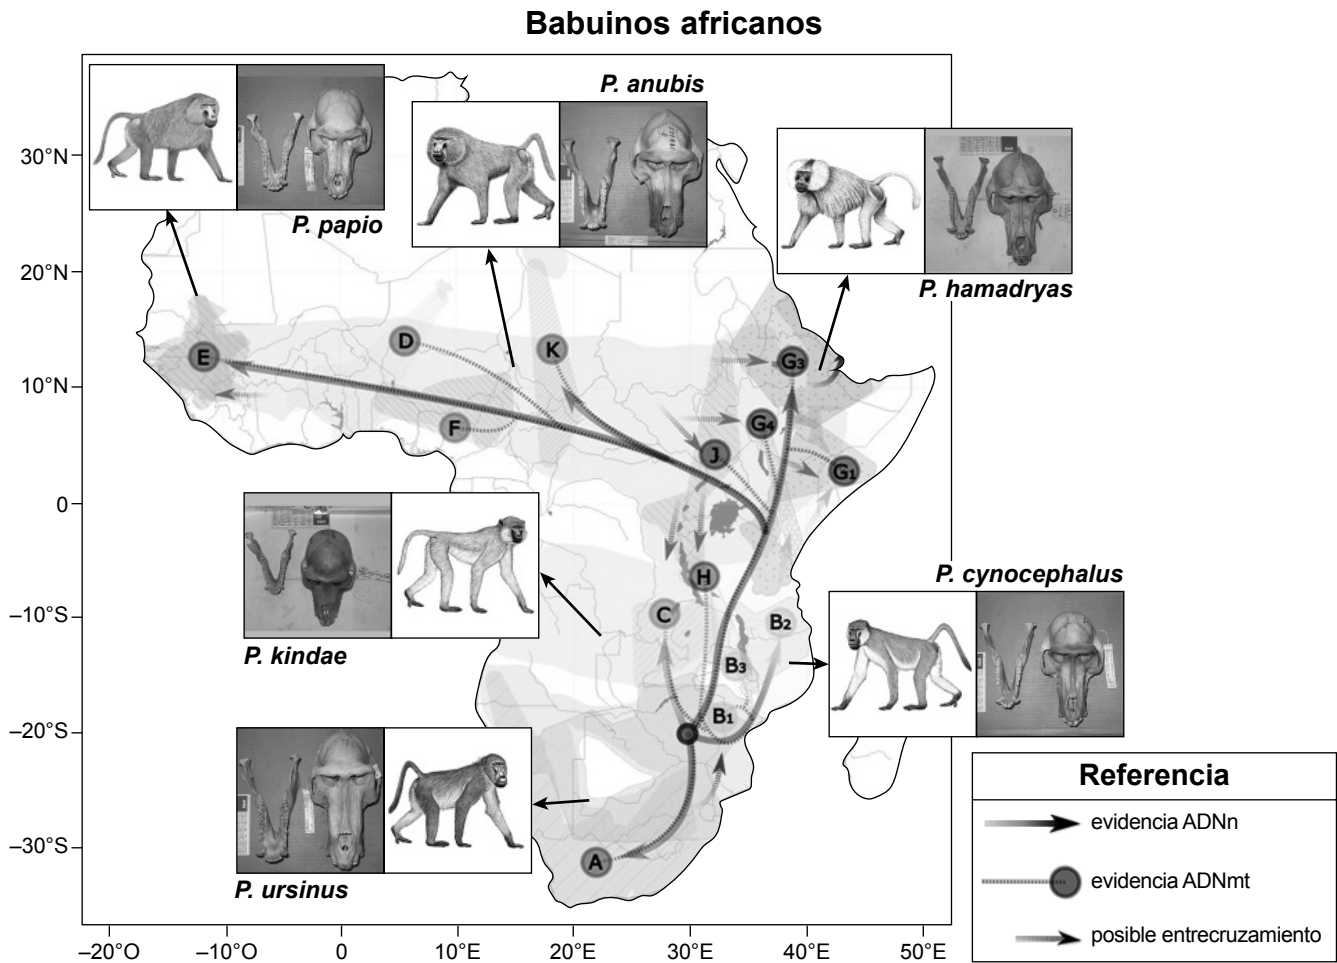 Babuinos africanos
P. anubis
P. papio
P. hamadryas
30°N
20°N
10°N
0
–10°S
–20°S
–30°S
E
D
K
G3
F
G4
J
G1
H
C
B2
B3
B1
A
P. cynocephalus
P. kindae
P. ursinus
–20°O
–10°O
0
10°E
20°E
30°E
40°E
50°E
Referencia
evidencia ADNn
evidencia ADNmt
posible entrecruzamiento